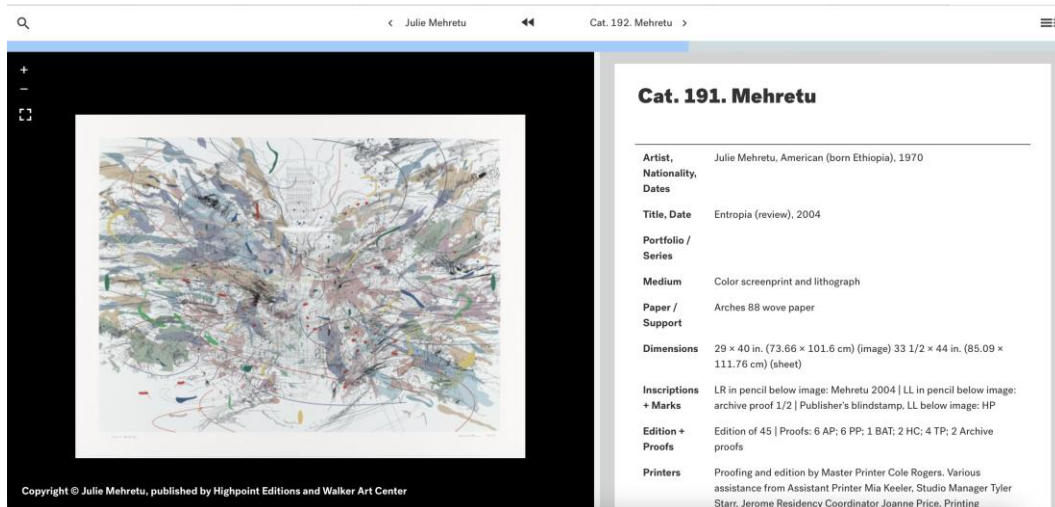 Julie Mehretu
Cat. 192. Mehretu
Cat. 191. Mehretu
Artist, Nationality, Dates
Julie Mehretu, American (born Ethiopia), 1970
Title, Date
Entropia (review), 2004
Portfolio / Series
Medium
Color screenprint and lithograph
Paper / Support
Arches 88 wove paper
Dimensions
29 × 40 in. (73.66 × 101.6 cm) (image) 33 1/2 × 44 in. (85.09 ×
111.76 cm) (sheet)
Inscriptions + Marks
LR in pencil below image: Mehretu 2004 | LL in pencil below image:
archive proof 1/2 | Publisher's blindstamp, LL below image: HP
Edition + Proofs
Edition of 45 | Proofs: 6 AP; 6 PP; 1 BAT; 2 HC; 4 TP; 2 Archive
proofs
Printers
Proofing and edition by Master Printer Cole Rogers. Various
assistance from Assistant Printer Mia Keeler, Studio Manager Tyler
Starr, Jerome Residency Coordinator Joanne Price, Printing
Copyright © Julie Mehretu, published by Highpoint Editions and Walker Art Center